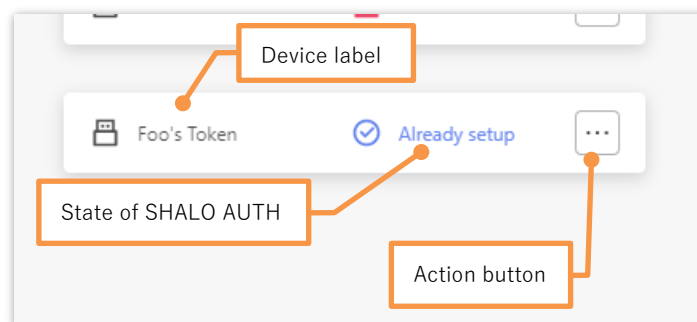 Device label
Foo's Token
Already setup
...
State of SHALO AUTH
Action button